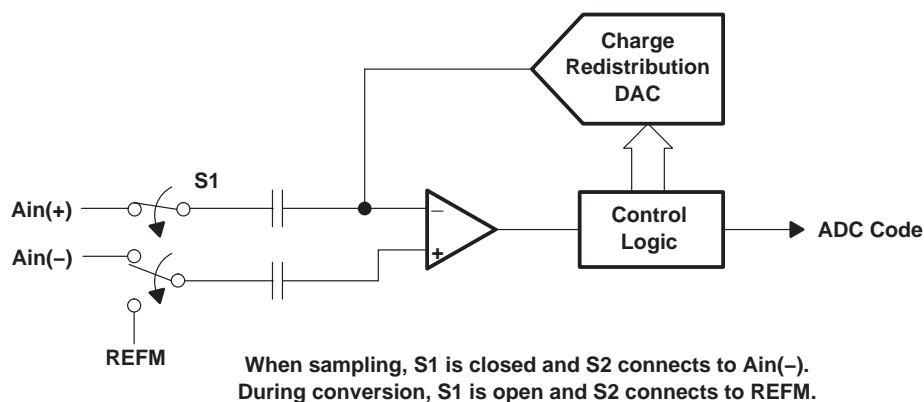 Charge
Redistribution
DAC
S1
Ain(+)
−
Control
Logic
ADC Code
Ain(−)
+
REFM
When sampling, S1 is closed and S2 connects to Ain(−).
During conversion, S1 is open and S2 connects to REFM.